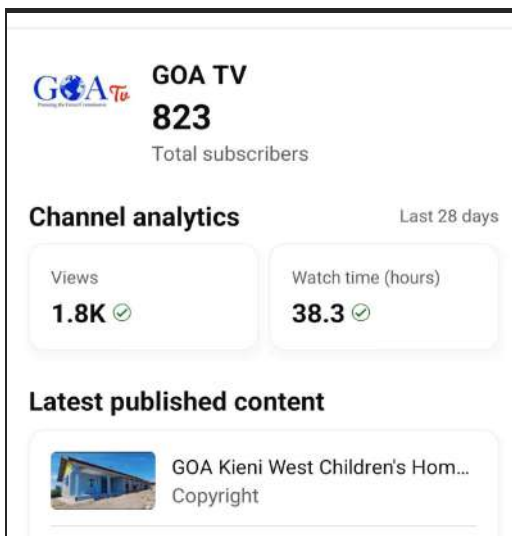 GOA Tv
GOA TV
823
Total subscribers
Channel analytics
Last 28 days
Views
Watch time (hours)
1.8K
38.3
Latest published content
GOA Kieni West Children's Hom...
Copyright